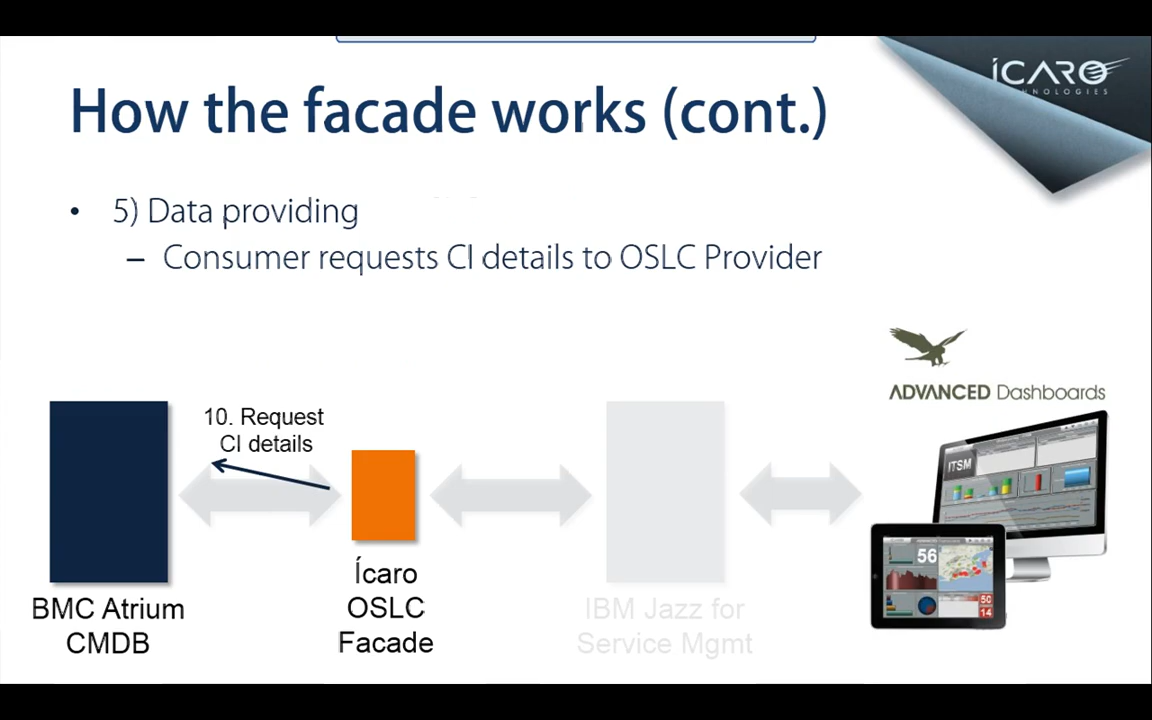 ÍCARO
How the facade works (cont.)
• 5) Data providing
– Consumer requests CI details to OSLC Provider
ADVANCED Dashboards
10. Request
CI details
ITSM
56
50
14
BMC Atrium
CMDB
Ícaro
OSLC
Facade
IBM Jazz for
Service Mgmt